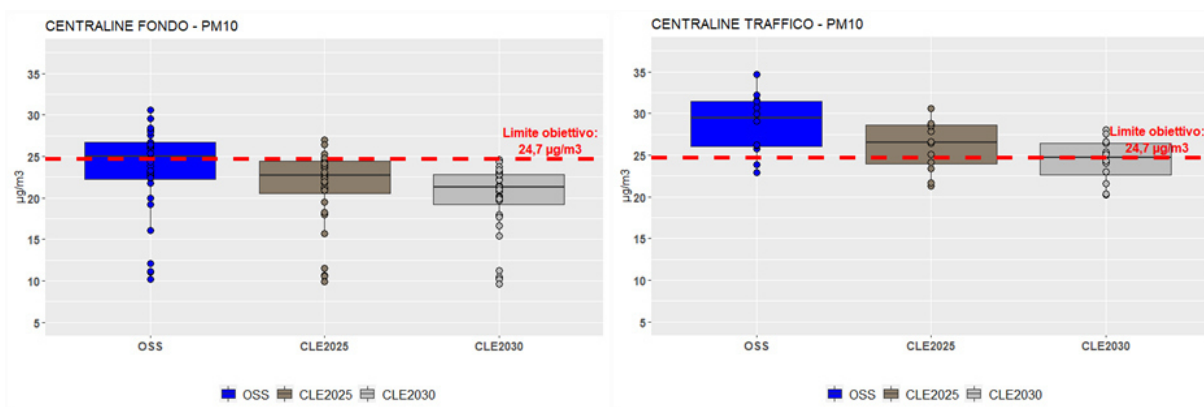 CENTRALINE FONDO - PM10
35
30
25
20
15
10
5
µg/m3
Limite obiettivo:
24,7 µg/m3
OSS CLE2025 CLE2030
OSS CLE2025 CLE2030
CENTRALINE TRAFFICO - PM10
35
30
25
20
15
10
5
µg/m3
Limite obiettivo:
24,7 µg/m3
OSS CLE2025 CLE2030
OSS CLE2025 CLE2030